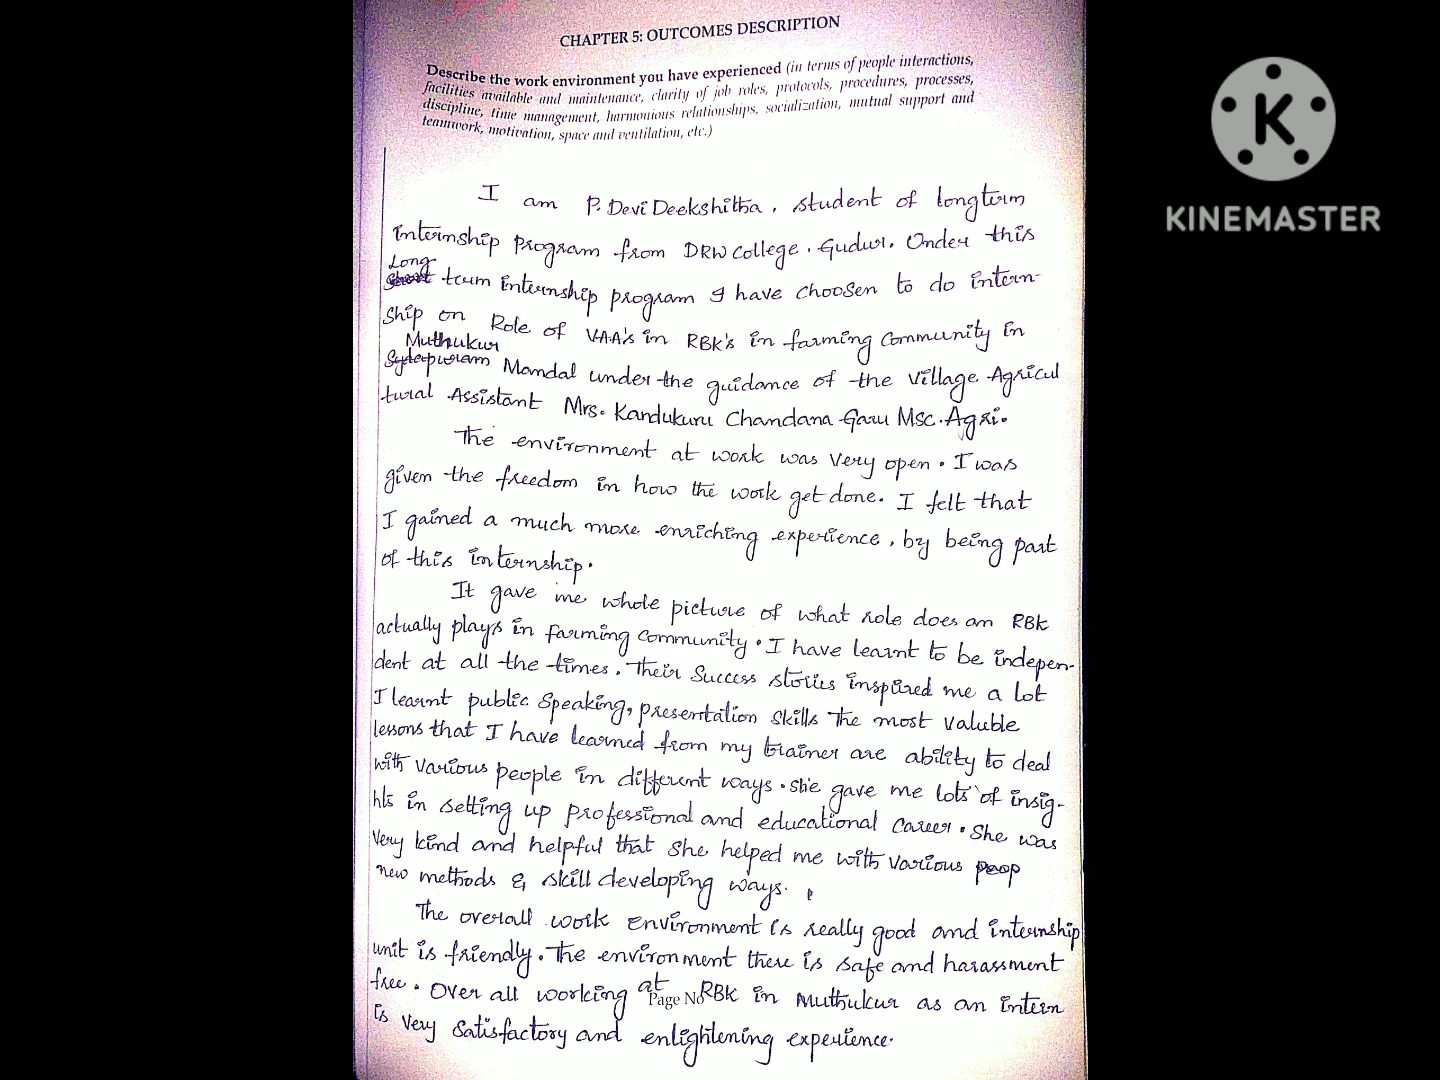 CHAPTER 5: OUTCOMES DESCRIPTION
Describe the work environment you have experienced (in terms of people interactions,
facilities available and maintenance, clarity of job roles, protocols, procedures, processes,
discipline, time management, harmonious relationships, socialization, mutual support and
teamwork, motivation, space and ventilation, etc.)
K
KINEMASTER
I am P. Devi Deekshitha, student of longterm
internship program from DRW College. Gudur. Under this
Long
short term internship program I have choosen to do intern-
ship on Role of VAA's in RBK's in farming community in
Muthukur
Syderpuram Mandal under the guidance of the Village Agricul
tural Assistant Mrs. Kandukuru Chandana Garu Msc. Agri.
The environment at work was very open. I was
given the freedom in how the work get done. I felt that
I gained a much more enriching experience, by being part
of this internship.
It gave me whole picture of what role does an RBK
actually plays in farming community. I have learnt to be indepen-
dent at all the times. Their success stories inspired me a lot
I learnt public speaking, presentation skills the most valuble
lessons that I have learned from my trainer are ability to deal
with various people in different ways. she gave me lots of insig-
hts in setting up professional and educational career. She was
very kind and helpful that she helped me with various peop
new methods & skill developing ways.
The overall work environment is really good and internship
unit is friendly. The environment there is safe and harassment
free. Over all working at RBK in Muthukur as an intern
Page No
is very satisfactory and enlightening experience.